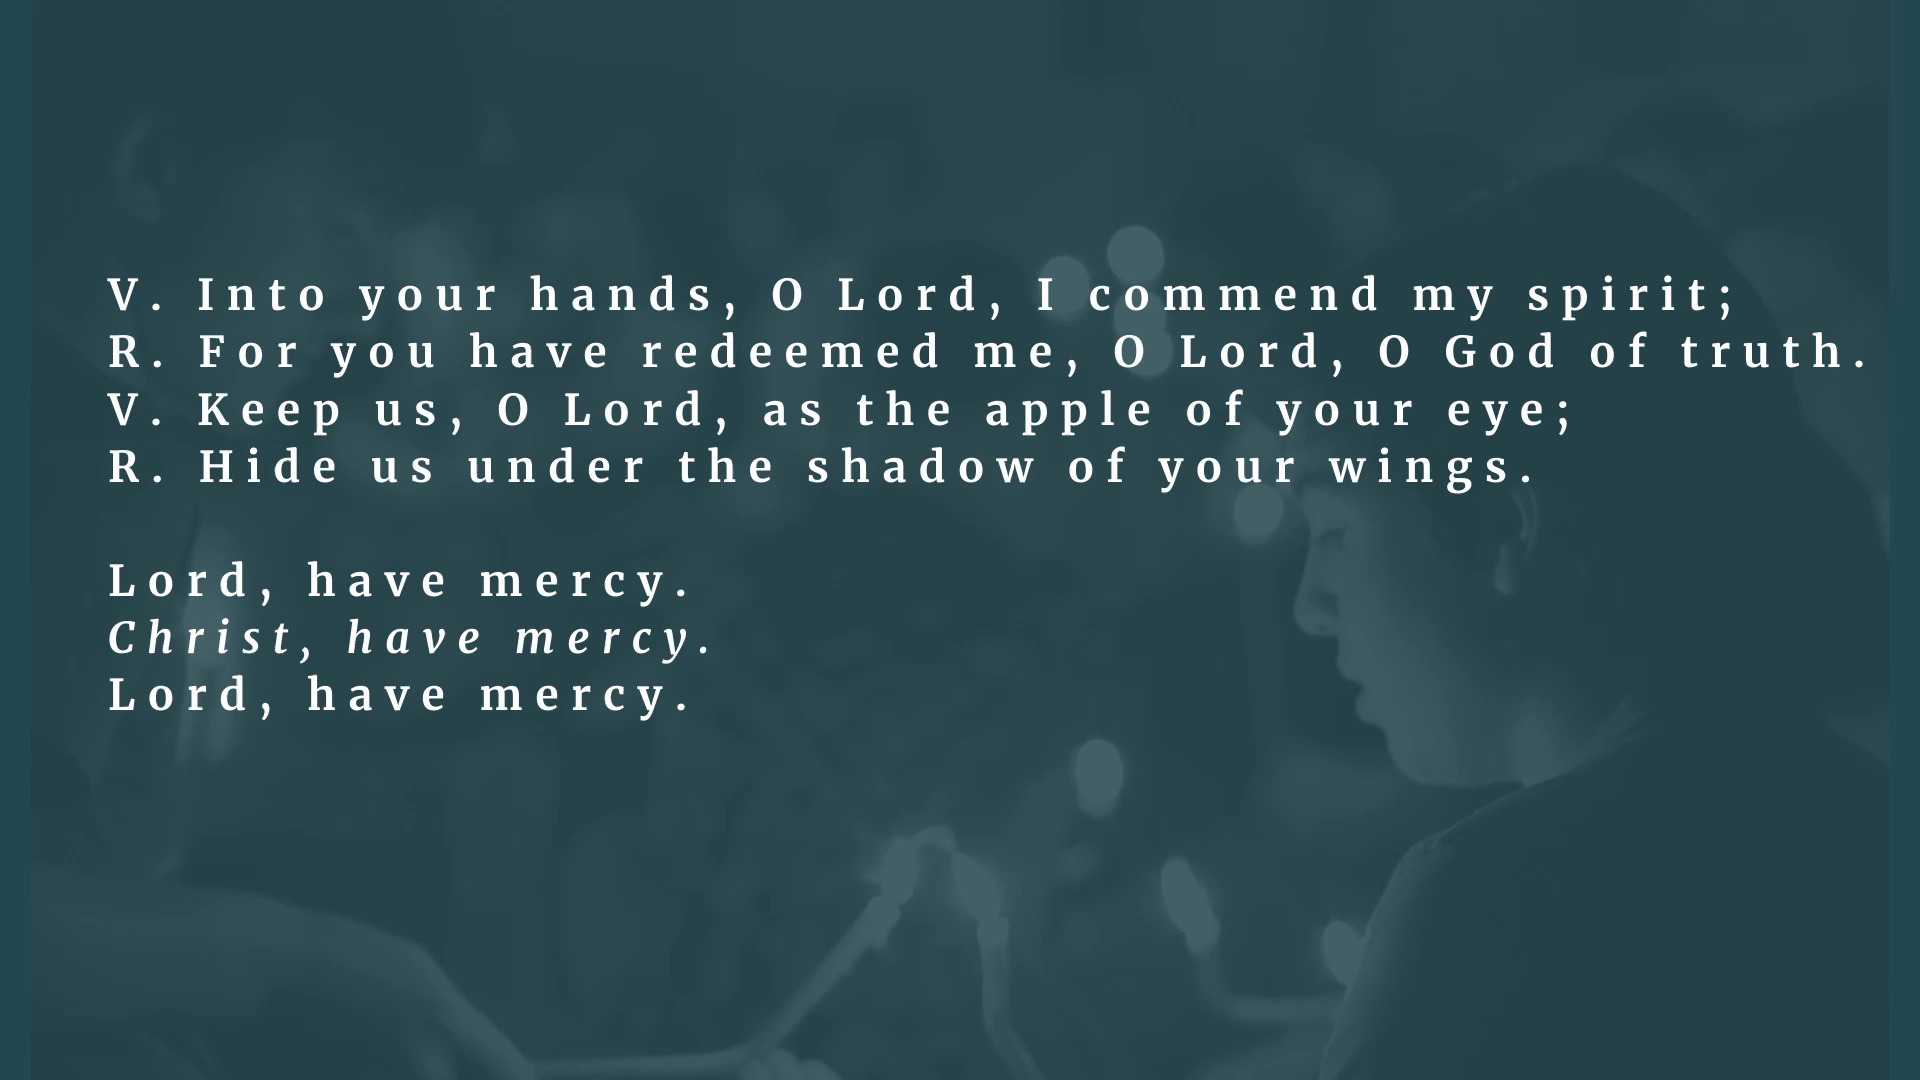 V. Into your hands, O Lord, I commend my spirit;
R. For you have redeemed me, O Lord, O God of truth.
V. Keep us, O Lord, as the apple of your eye;
R. Hide us under the shadow of your wings.
Lord, have mercy.
Christ, have mercy.
Lord, have mercy.